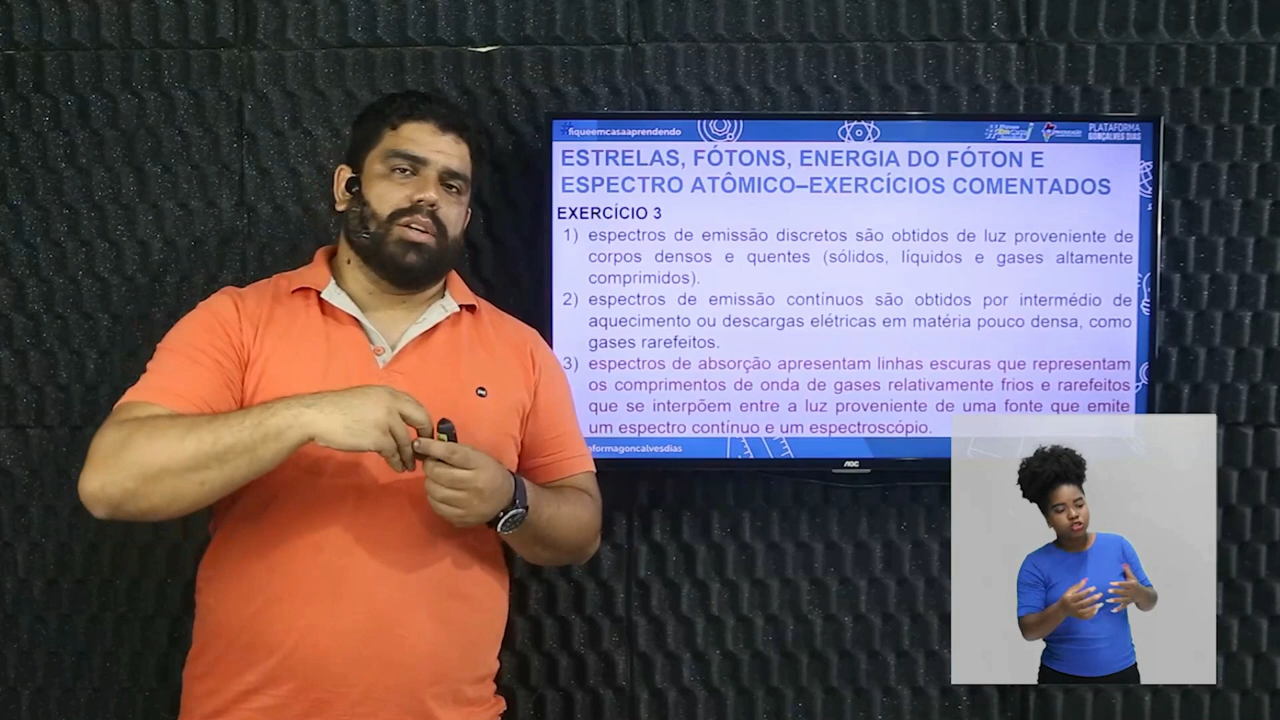 #fiqueemcasaaprendendo
PLATAFORMA
GONÇALVES DIAS
ESTRELAS, FÓTONS, ENERGIA DO FÓTON E
ESPECTRO ATÔMICO–EXERCÍCIOS COMENTADOS
EXERCÍCIO 3
1) espectros de emissão discretos são obtidos de luz proveniente de
corpos densos e quentes (sólidos, líquidos e gases altamente
comprimidos).
2) espectros de emissão contínuos são obtidos por intermédio de
aquecimento ou descargas elétricas em matéria pouco densa, como
gases rarefeitos.
3) espectros de absorção apresentam linhas escuras que representam
os comprimentos de onda de gases relativamente frios e rarefeitos
que se interpõem entre a luz proveniente de uma fonte que emite
um espectro contínuo e um espectroscópio.
formagoncalvesdias
AOC